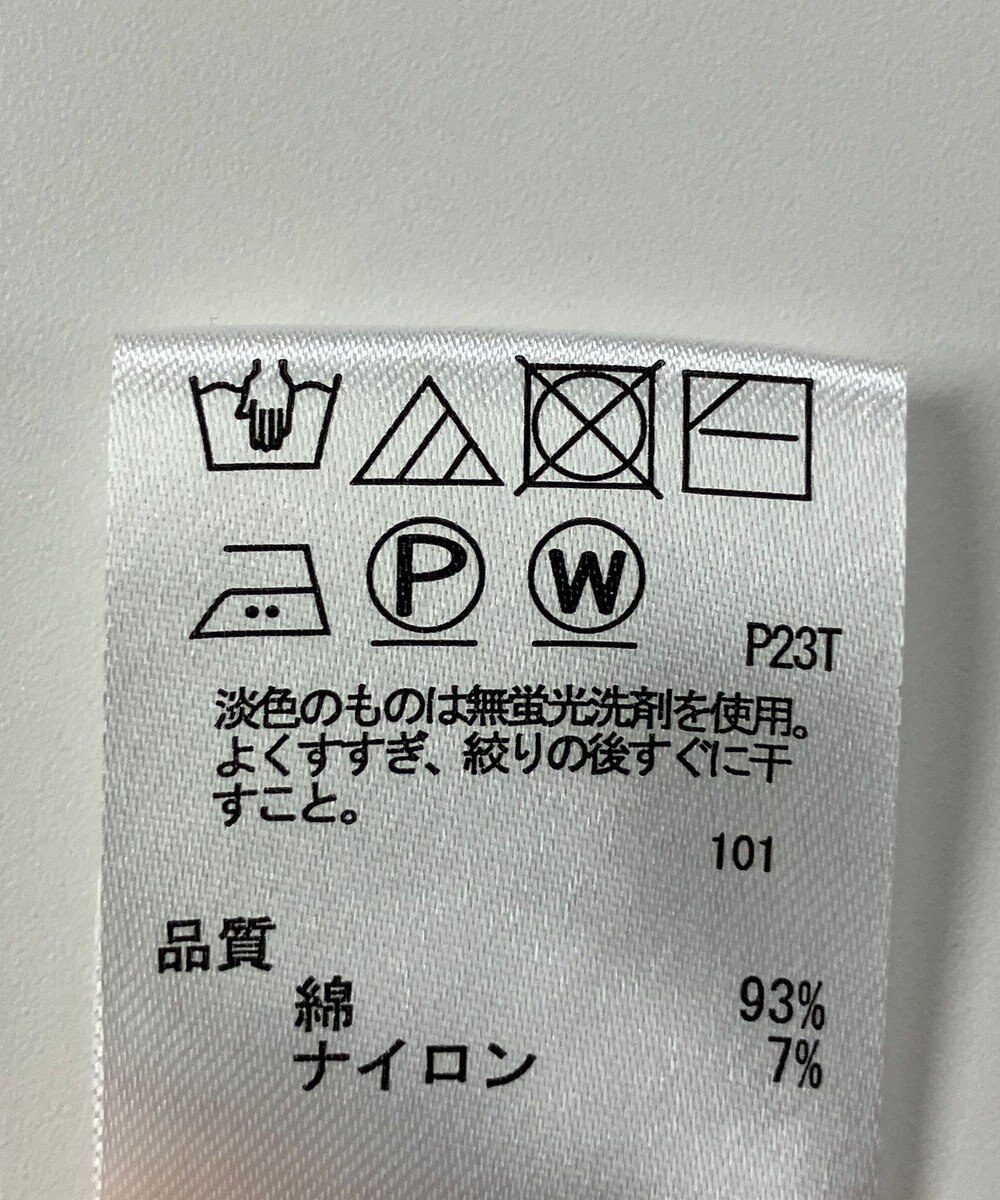 P W
P23T
淡色のものは無蛍光洗剤を使用。
よくすすぎ、絞りの後すぐに干
すこと。
101
品質
綿 93%
ナイロン 7%